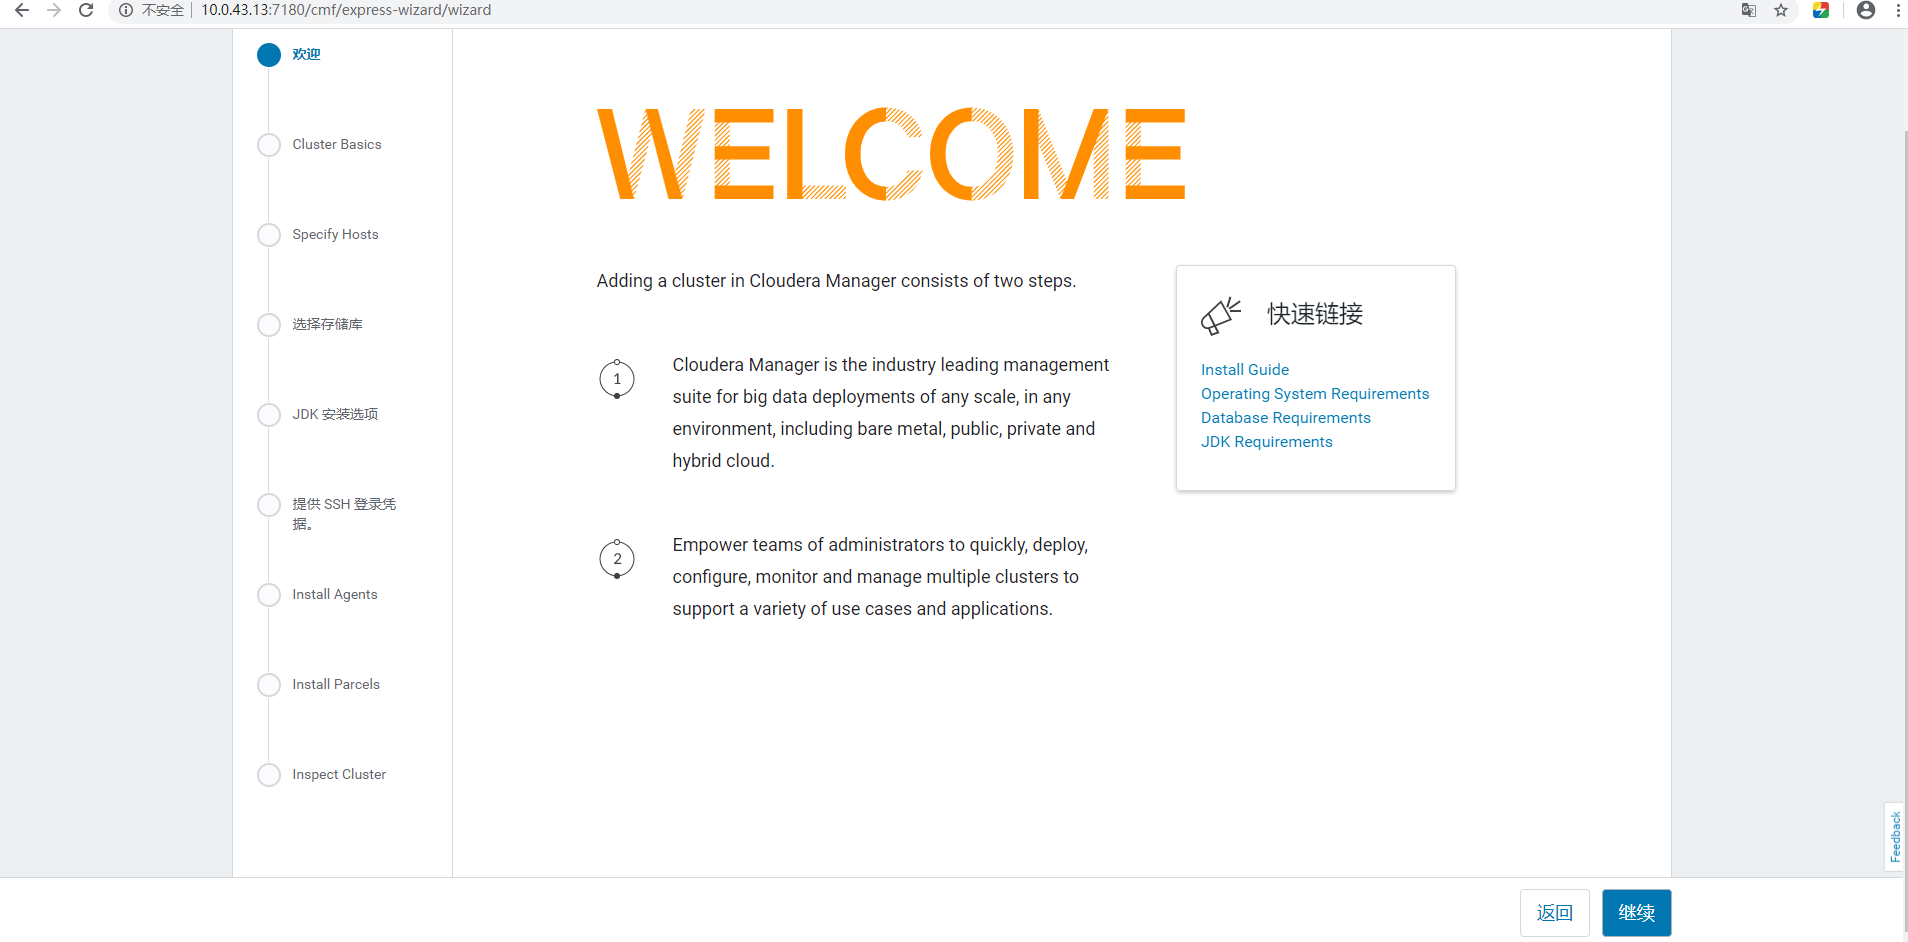 不安全 10.0.43.13:7180/cmf/express-wizard/wizard
欢迎
Cluster Basics
Specify Hosts
选择存储库
JDK 安装选项
提供 SSH 登录凭
据。
Install Agents
Install Parcels
Inspect Cluster
WELCOME
Adding a cluster in Cloudera Manager consists of two steps.
1
Cloudera Manager is the industry leading management
suite for big data deployments of any scale, in any
environment, including bare metal, public, private and
hybrid cloud.
2
Empower teams of administrators to quickly, deploy,
configure, monitor and manage multiple clusters to
support a variety of use cases and applications.
快速链接
Install Guide
Operating System Requirements
Database Requirements
JDK Requirements
Feedback
返回
继续